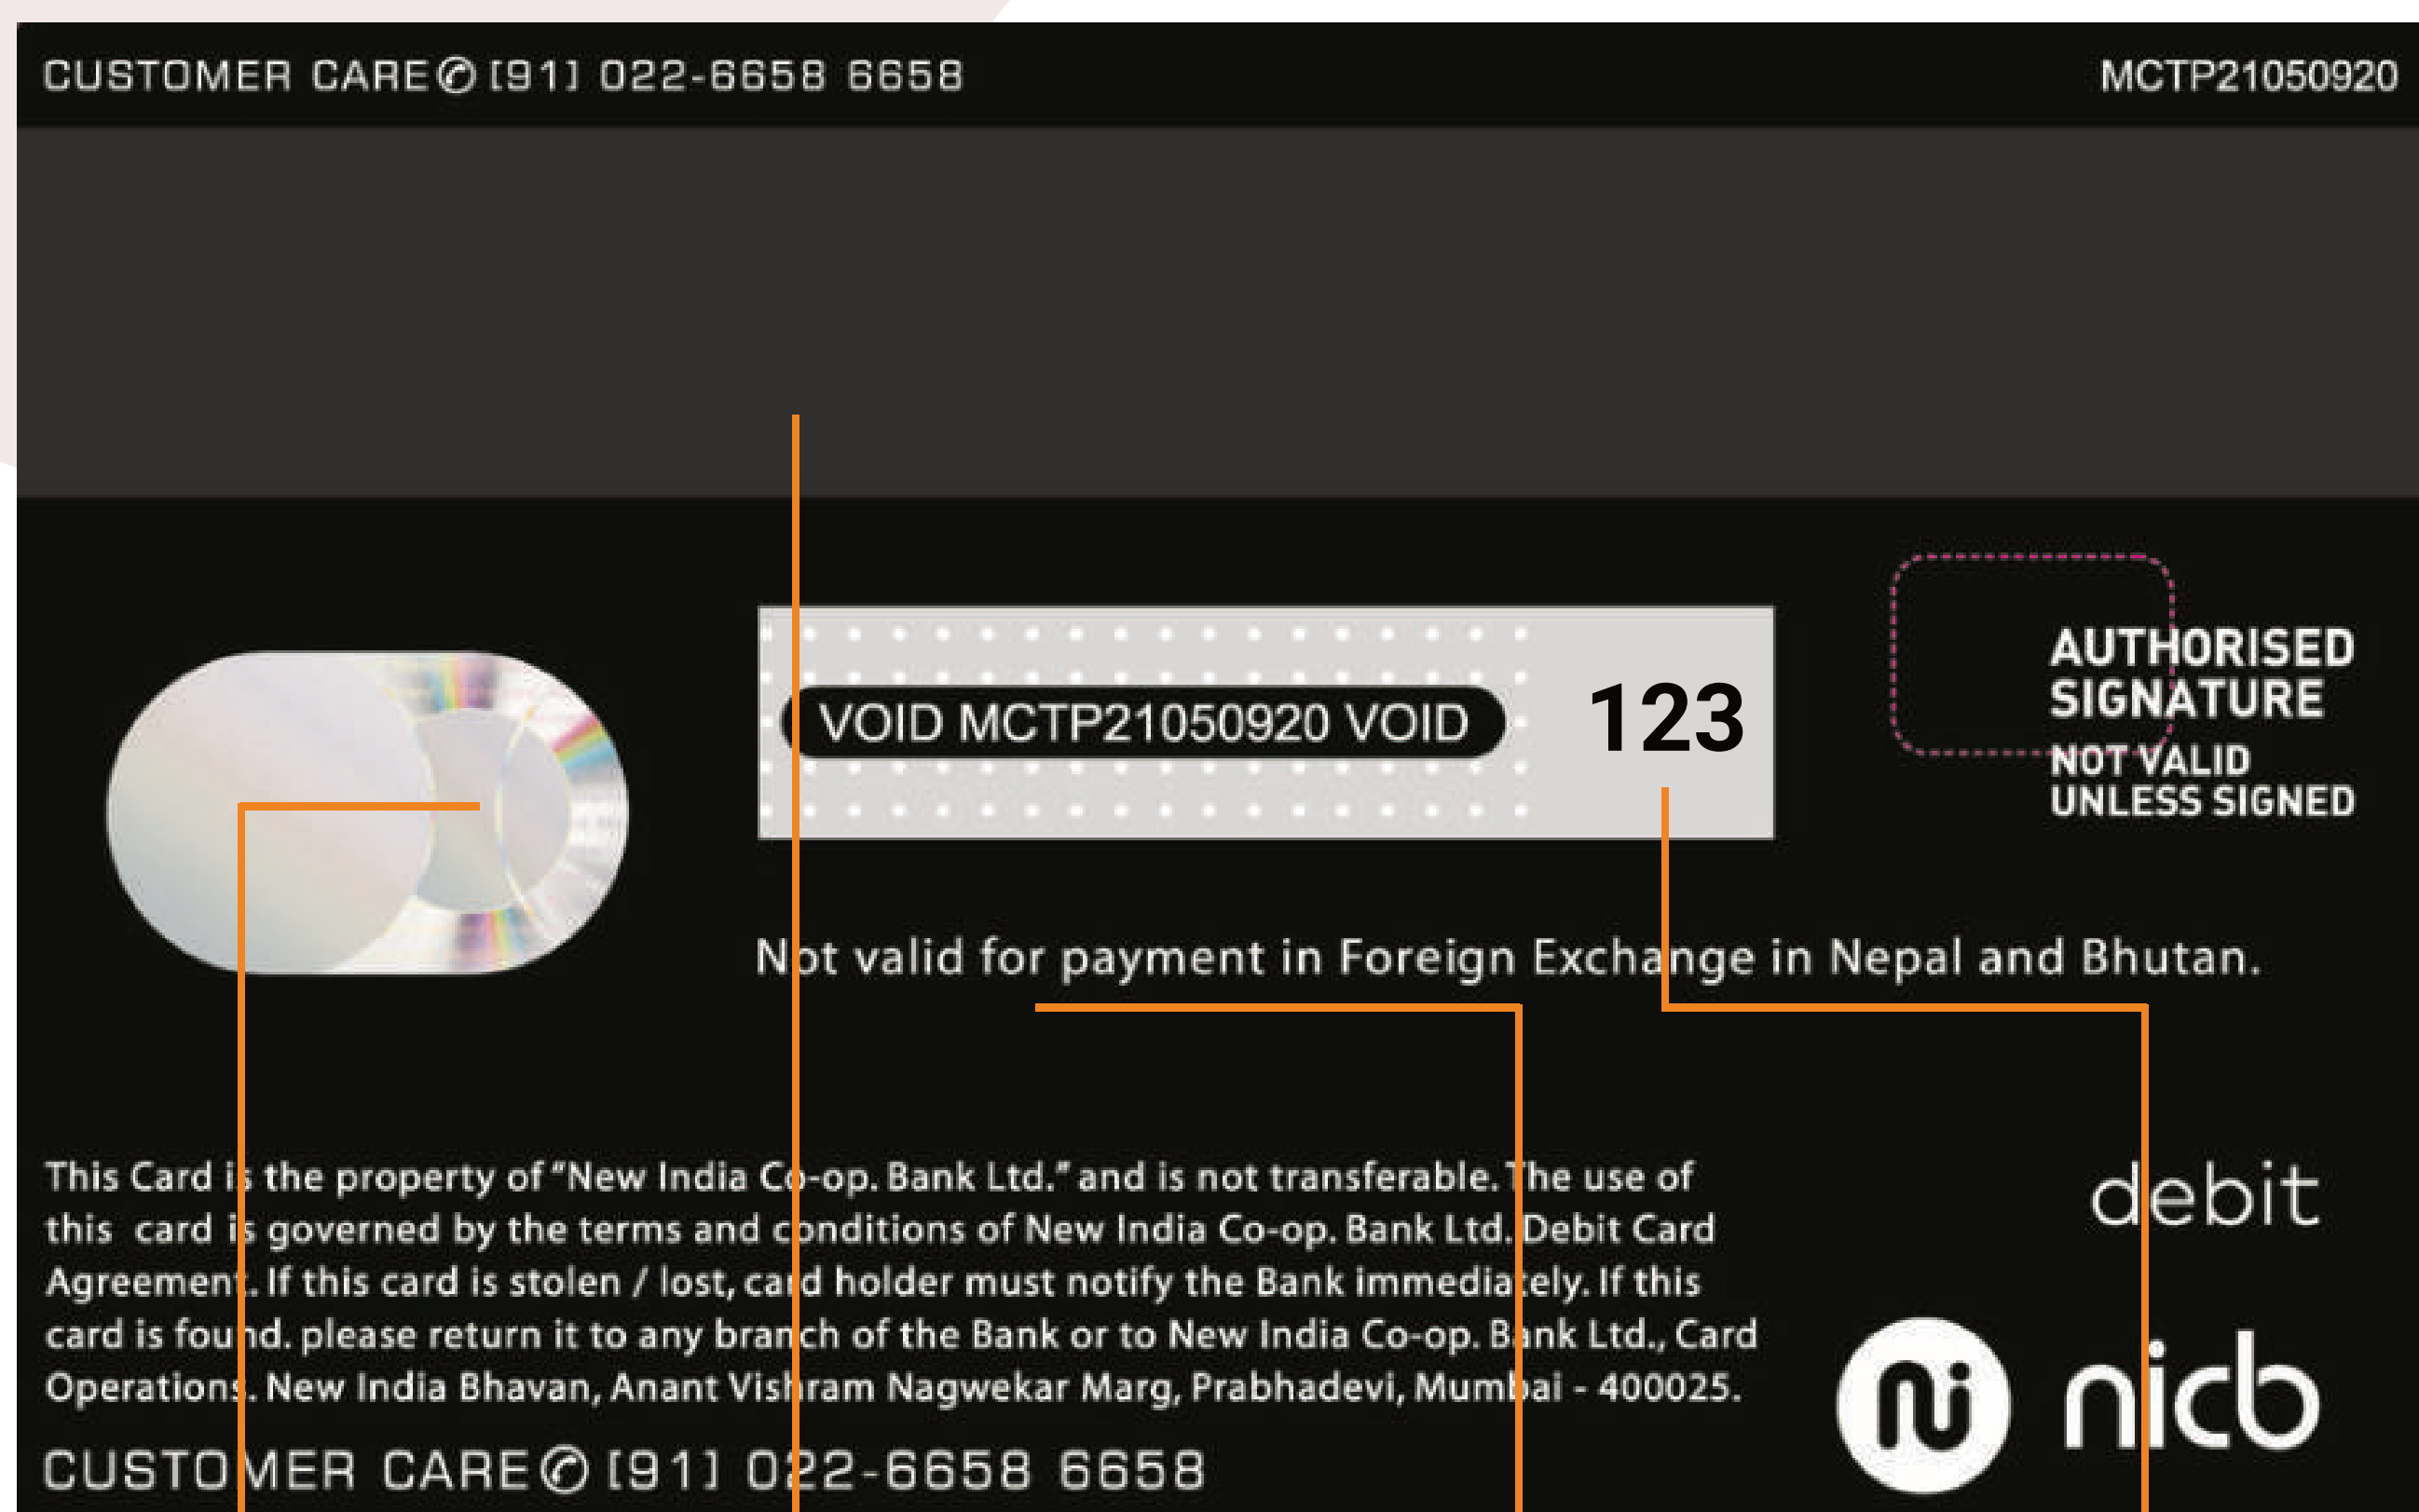 CUSTOMER CARE✆[91] 022-6658 6658
MCTP21050920
VOID MCTP21050920 VOID
123
AUTHORISED
SIGNATURE
NOT VALID
UNLESS SIGNED
Not valid for payment in Foreign Exchange in Nepal and Bhutan.
This Card is the property of “New India Co-op. Bank Ltd.” and is not transferable. The use of
this card is governed by the terms and conditions of New India Co-op. Bank Ltd. Debit Card
Agreement. If this card is stolen / lost, card holder must notify the Bank immediately. If this
card is found. please return it to any branch of the Bank or to New India Co-op. Bank Ltd., Card
Operations. New India Bhavan, Anant Vishram Nagwekar Marg, Prabhadevi, Mumbai - 400025.
debit
nicb
CUSTOMER CARE✆[91] 022-6658 6658